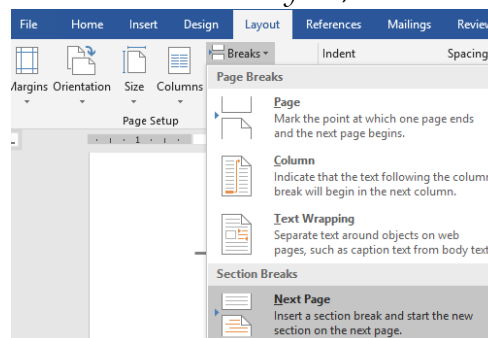 File Home Insert Design Layout References Mailings Review
Breaks Indent Spacing
Margins Orientation Size Columns
Page Setup
1
Page Breaks
Page
Mark the point at which one page ends
and the next page begins.
Column
Indicate that the text following the column
break will begin in the next column.
Text Wrapping
Separate text around objects on web
pages, such as caption text from body text
Section Breaks
Next Page
Insert a section break and start the new
section on the next page.